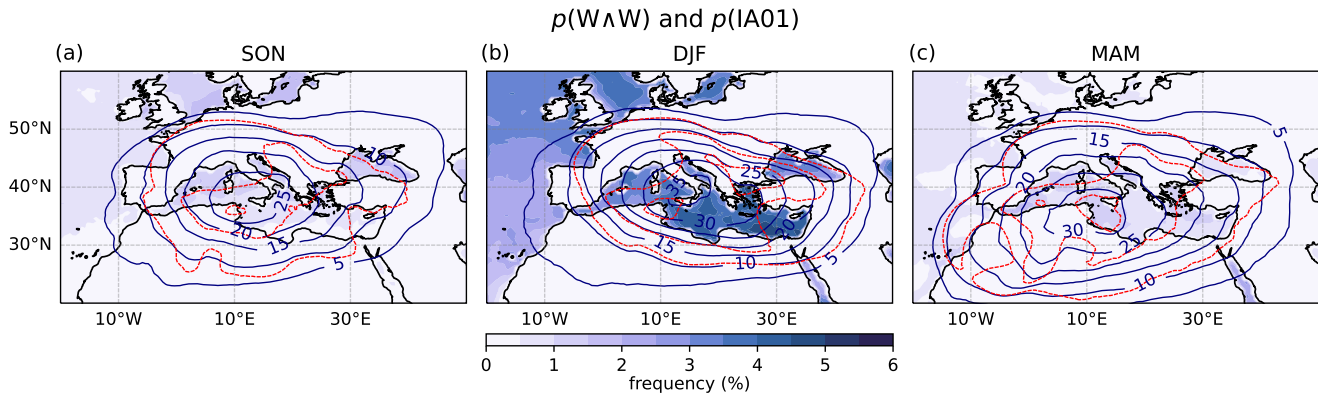 p(W∧W) and p(IA01)
(a) SON (b) DJF (c) MAM
50°N
40°N
30°N
10 25 20 15 5
25 35 30 20 15 10 5
5 15 20 30 25 10
10°W 10°E 30°E 10°W 10°E 30°E 10°W 10°E 30°E
0 1 2 3 4 5 6
frequency (%)